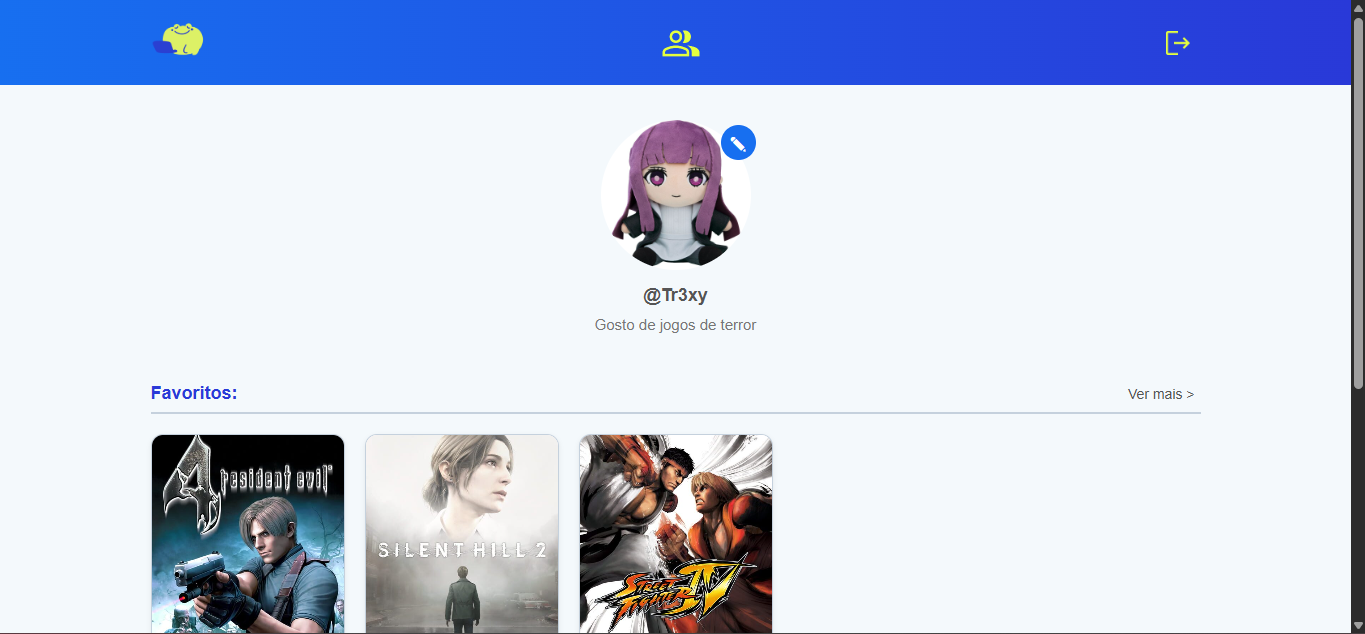 @Tr3xy
Gosto de jogos de terror
Favoritos:
Ver mais >
4 resident evil
SILENT HILL 2
STREET FIGHTER IV